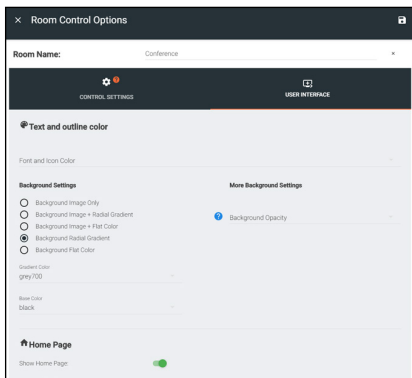 Room Control Options
Room Name:
Conference
CONTROL SETTINGS
USER INTERFACE
Text and outline color
Font and Icon Color
Background Settings
More Background Settings
Background Image Only
Background Image + Radial Gradient
Background Image + Flat Color
Background Radial Gradient
Background Flat Color
Background Opacity
Gradient Color
grey700
Base Color
black
Home Page
Show Home Page